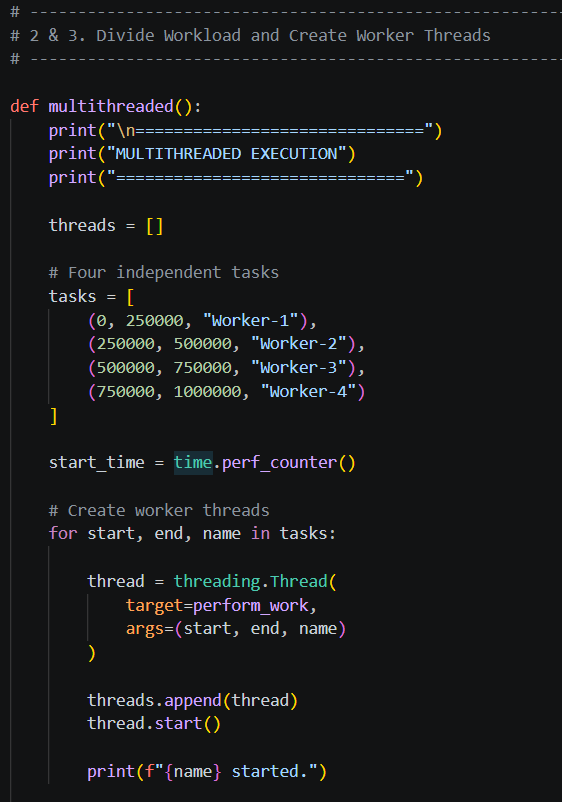 # -------------------------------------------------------
# 2 & 3. Divide Workload and Create Worker Threads
# -------------------------------------------------------
def multithreaded():
    print("\n==============================")
    print("MULTITHREADED EXECUTION")
    print("==============================")
    threads = []
    # Four independent tasks
    tasks = [
        (0, 250000, "Worker-1"),
        (250000, 500000, "Worker-2"),
        (500000, 750000, "Worker-3"),
        (750000, 1000000, "Worker-4")
    ]
    start_time = time.perf_counter()
    # Create worker threads
    for start, end, name in tasks:
        thread = threading.Thread(
            target=perform_work,
            args=(start, end, name)
        )
        threads.append(thread)
        thread.start()
        print(f"{name} started.")